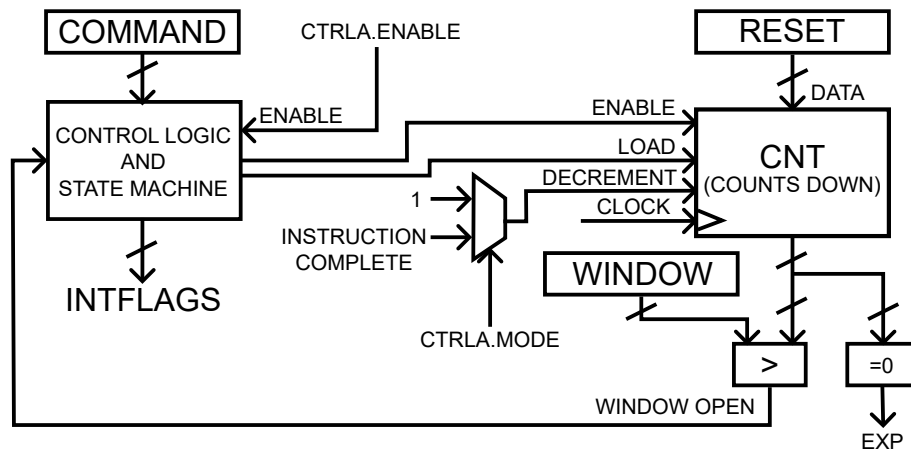 COMMAND
CTRLA.ENABLE
RESET
DATA
ENABLE
ENABLE
CONTROL LOGIC
AND
STATE MACHINE
LOAD
CNT
(COUNTS DOWN)
DECREMENT
1
CLOCK
INSTRUCTION
COMPLETE
WINDOW
INTFLAGS
CTRLA.MODE
>
=0
WINDOW OPEN
EXP